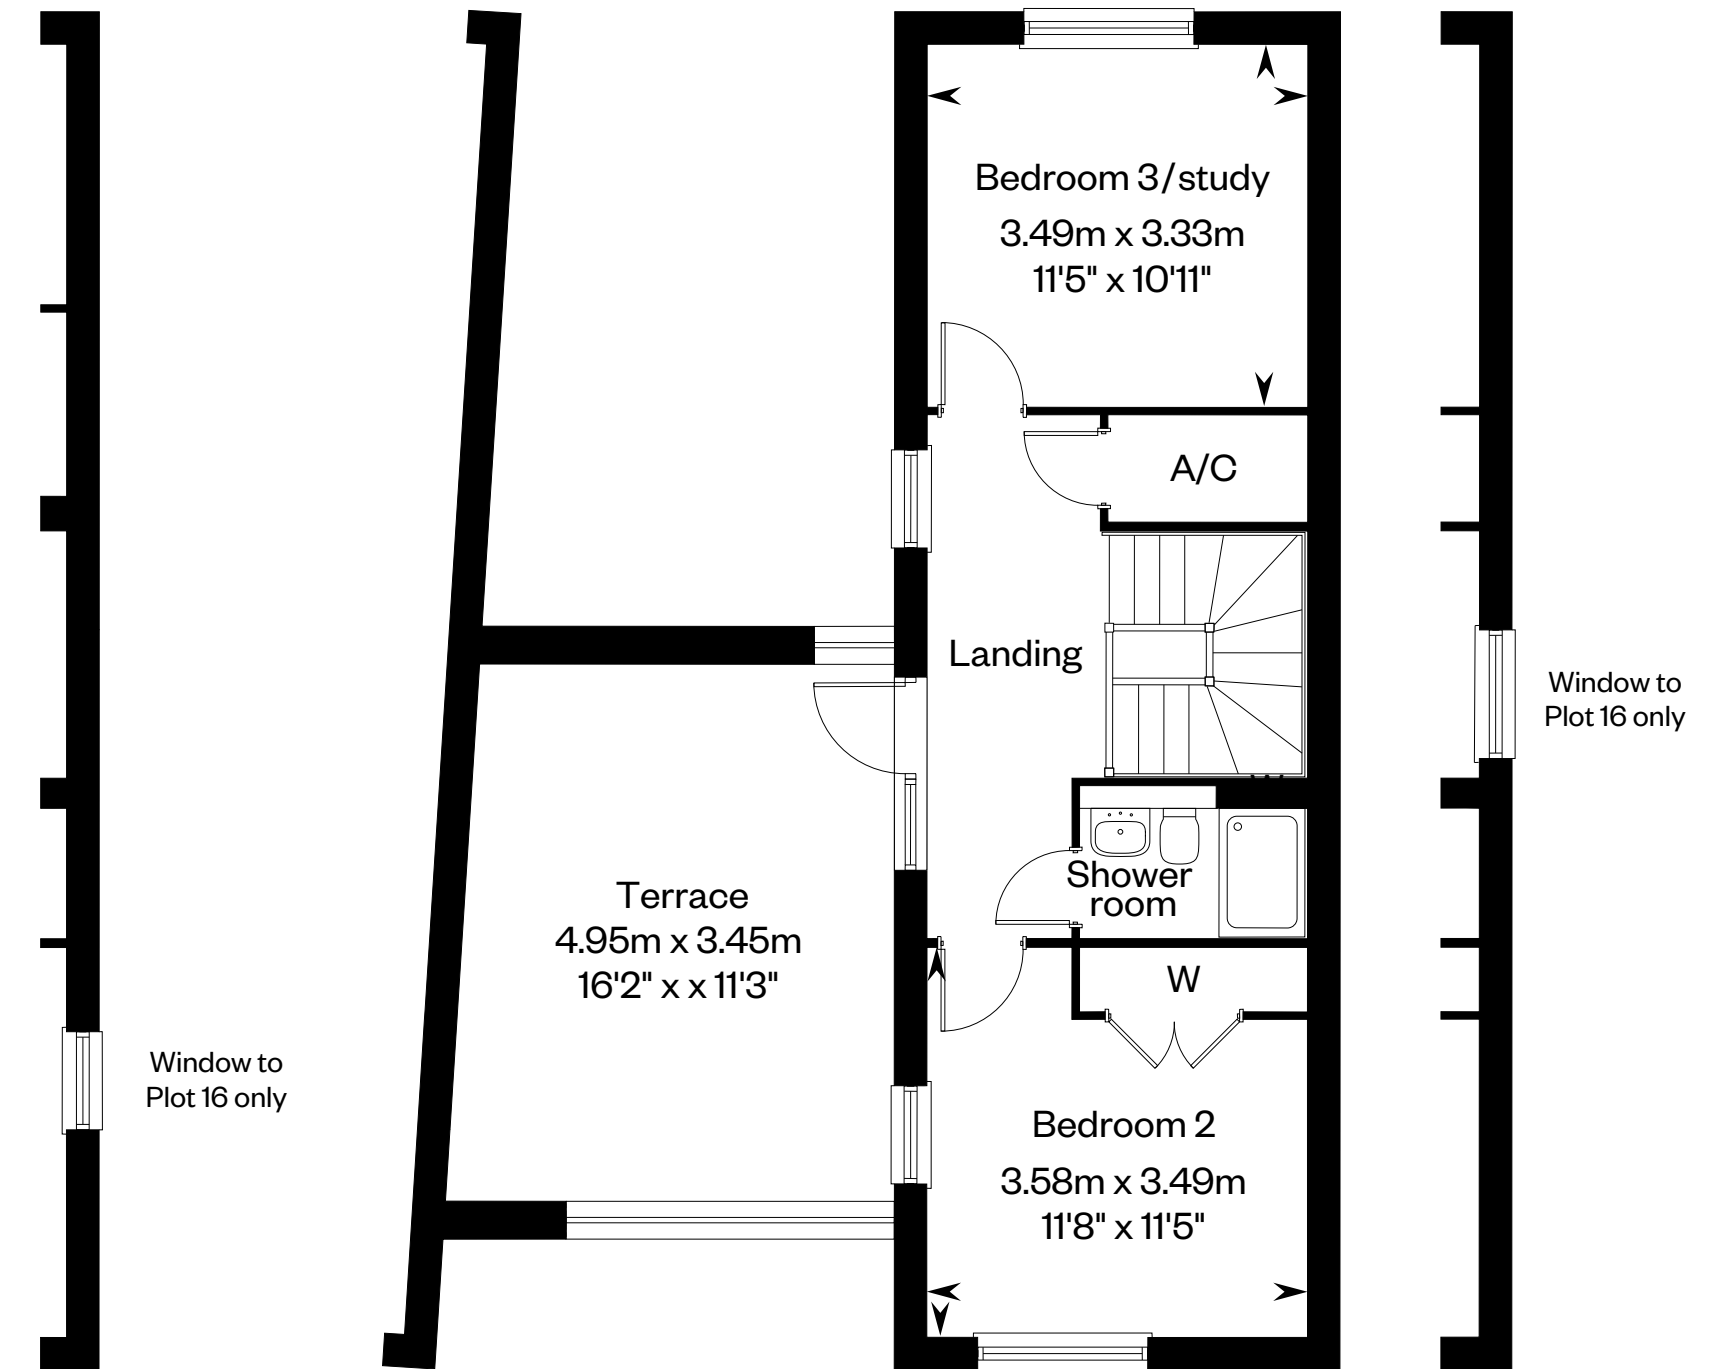 Bedroom 3/study
3.49m x 3.33m
11'5" x 10'11"
A/C
Landing
Window to
Plot 16 only
Shower
room
Terrace
4.95m x 3.45m
16'2" x x 11'3"
W
Window to
Plot 16 only
Bedroom 2
3.58m x 3.49m
11'8" x 11'5"